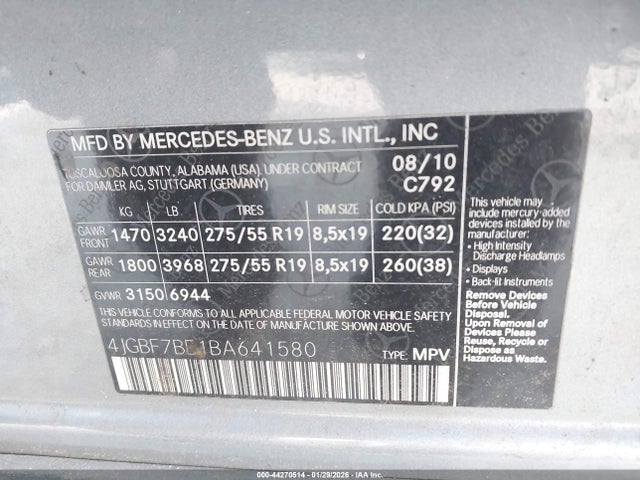 MFD BY MERCEDES-BENZ U.S. INTL., INC
TUSCALOOSA COUNTY, ALABAMA (USA), UNDER CONTRACT
FOR DAIMLER AG, STUTTGART (GERMANY)
08/10
C792
KG LB TIRES RIM SIZE COLD KPA (PSI)
GAWR FRONT 1470 3240 275/55 R19 8,5x19 220(32)
GAWR REAR 1800 3968 275/55 R19 8,5x19 260(38)
GVWR 3150 6944
THIS VEHICLE CONFORMS TO ALL APPLICABLE FEDERAL MOTOR VEHICLE SAFETY
STANDARDS IN EFFECT ON THE DATE OF MANUFACTURE SHOWN ABOVE.
TYPE: MPV
This vehicle may
include mercury-added
devices installed by the
manufacturer:
• High Intensity
Discharge Headlamps
• Displays
• Back-lit Instruments
Remove Devices
Before Vehicle
Disposal.
Upon Removal of
Devices Please
Reuse, Recycle or
Dispose as
Hazardous Waste.
000-44270514 - 01/29/2026 - IAA Inc.